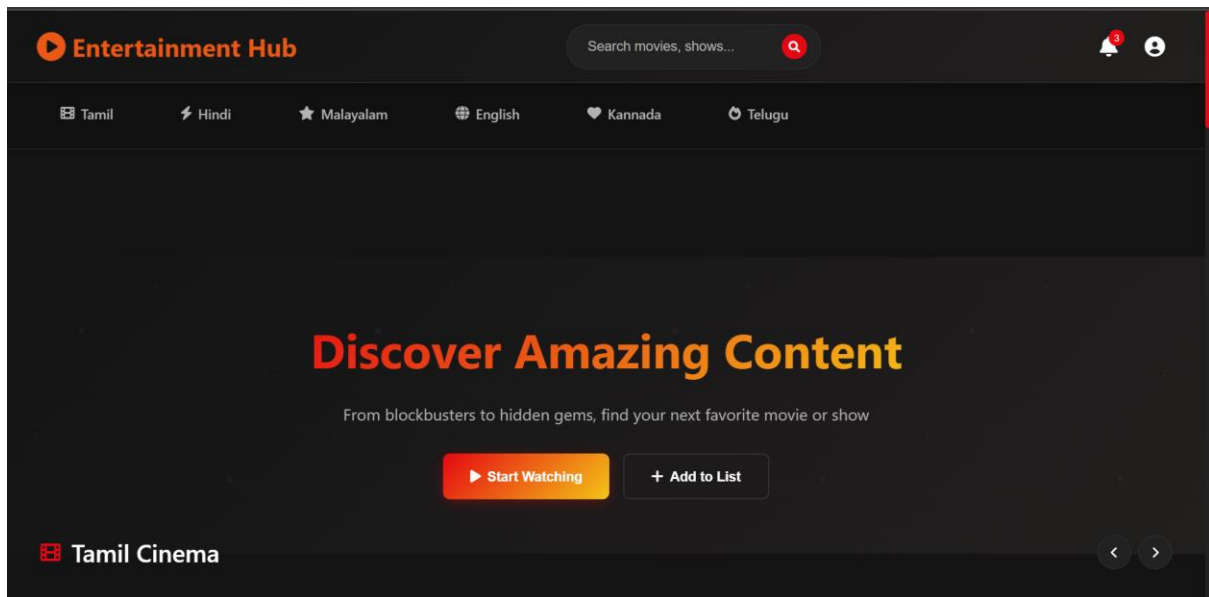 Entertainment Hub
Search movies, shows...
3
Tamil
Hindi
Malayalam
English
Kannada
Telugu
Discover Amazing Content
From blockbusters to hidden gems, find your next favorite movie or show
Start Watching
Add to List
Tamil Cinema